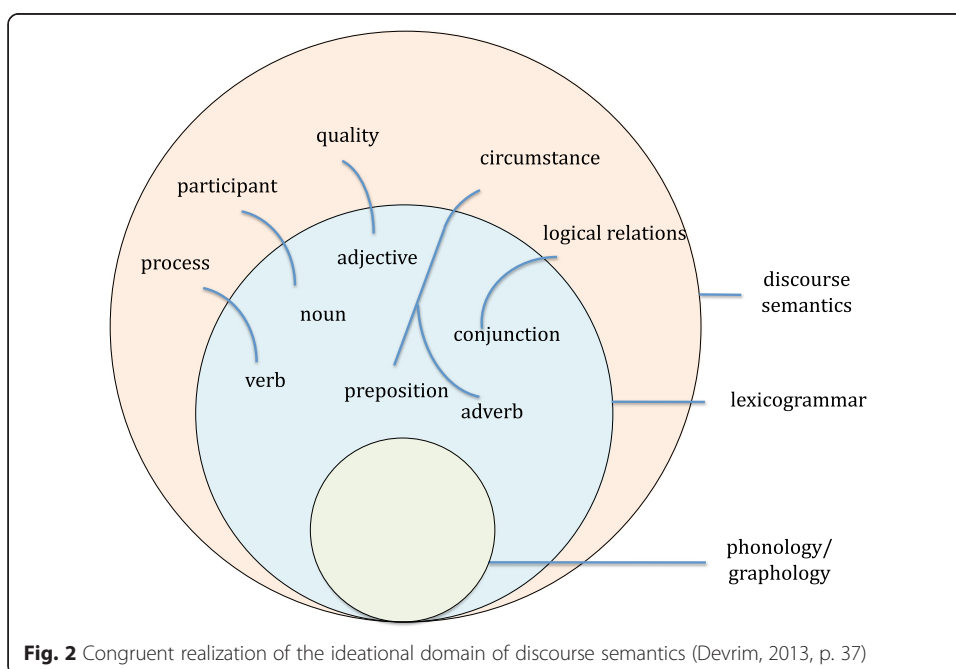 quality
circumstance
participant
logical relations
process
adjective
discourse
semantics
noun
conjunction
verb
preposition
adverb
lexicogrammar
phonology/
graphology
Fig. 2 Congruent realization of the ideational domain of discourse semantics (Devrim, 2013, p. 37)